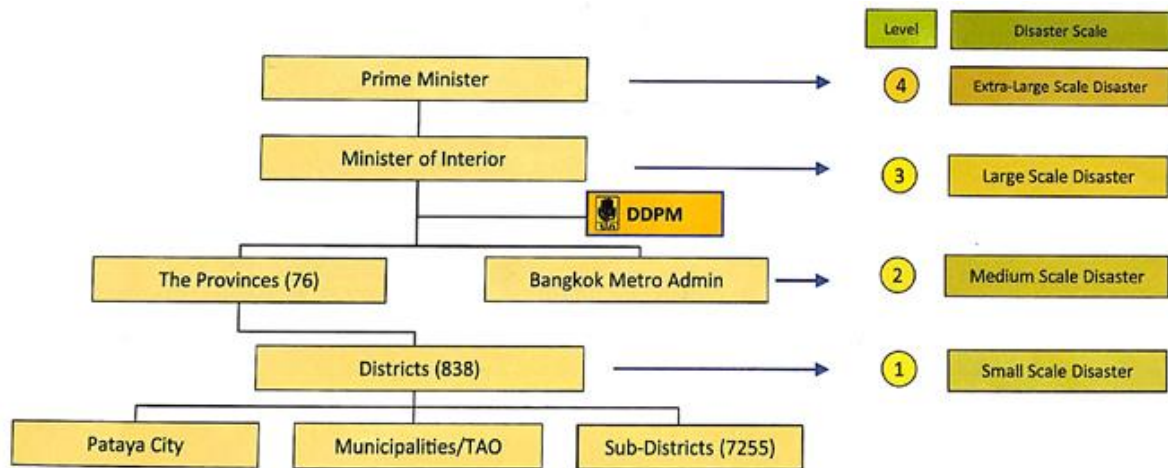 Level Disaster Scale
Prime Minister 4 Extra-Large Scale Disaster
Minister of Interior 3 Large Scale Disaster
DDPM
The Provinces (76) Bangkok Metro Admin 2 Medium Scale Disaster
Districts (838) 1 Small Scale Disaster
Pataya City Municipalities/TAO Sub-Districts (7255)